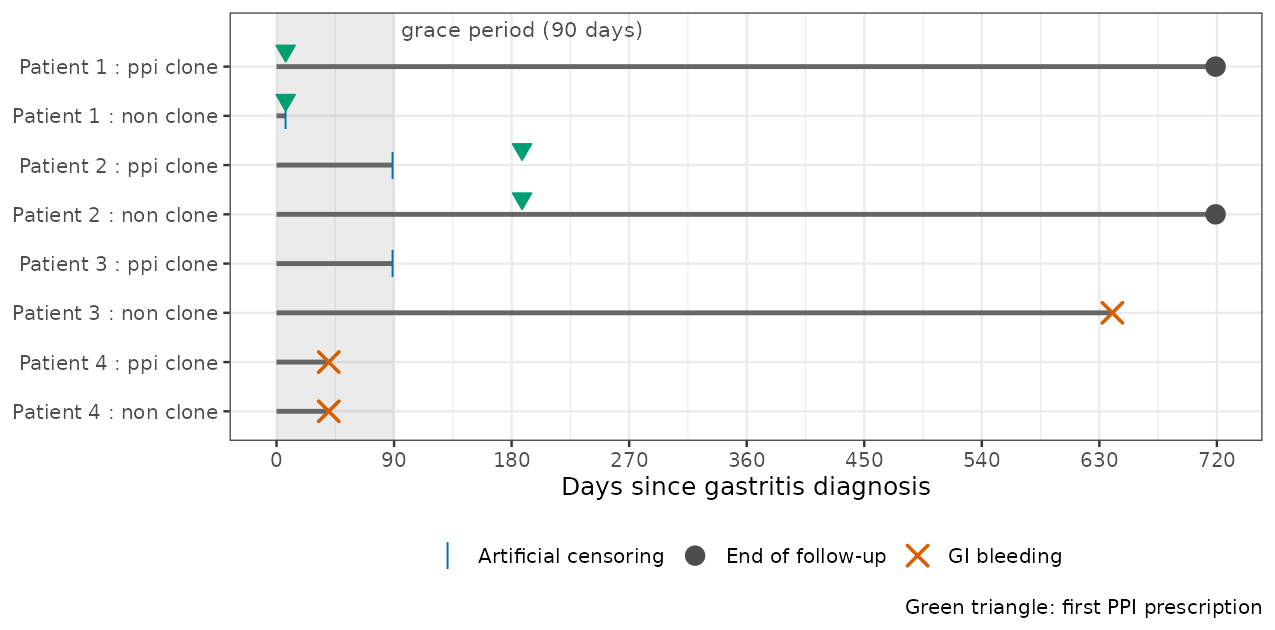 grace period (90 days)
Patient 1 : ppi clone
Patient 1 : non clone
Patient 2 : ppi clone
Patient 2 : non clone
Patient 3 : ppi clone
Patient 3 : non clone
Patient 4 : ppi clone
Patient 4 : non clone
0 90 180 270 360 450 540 630 720
Days since gastritis diagnosis
Artificial censoring End of follow-up GI bleeding
Green triangle: first PPI prescription